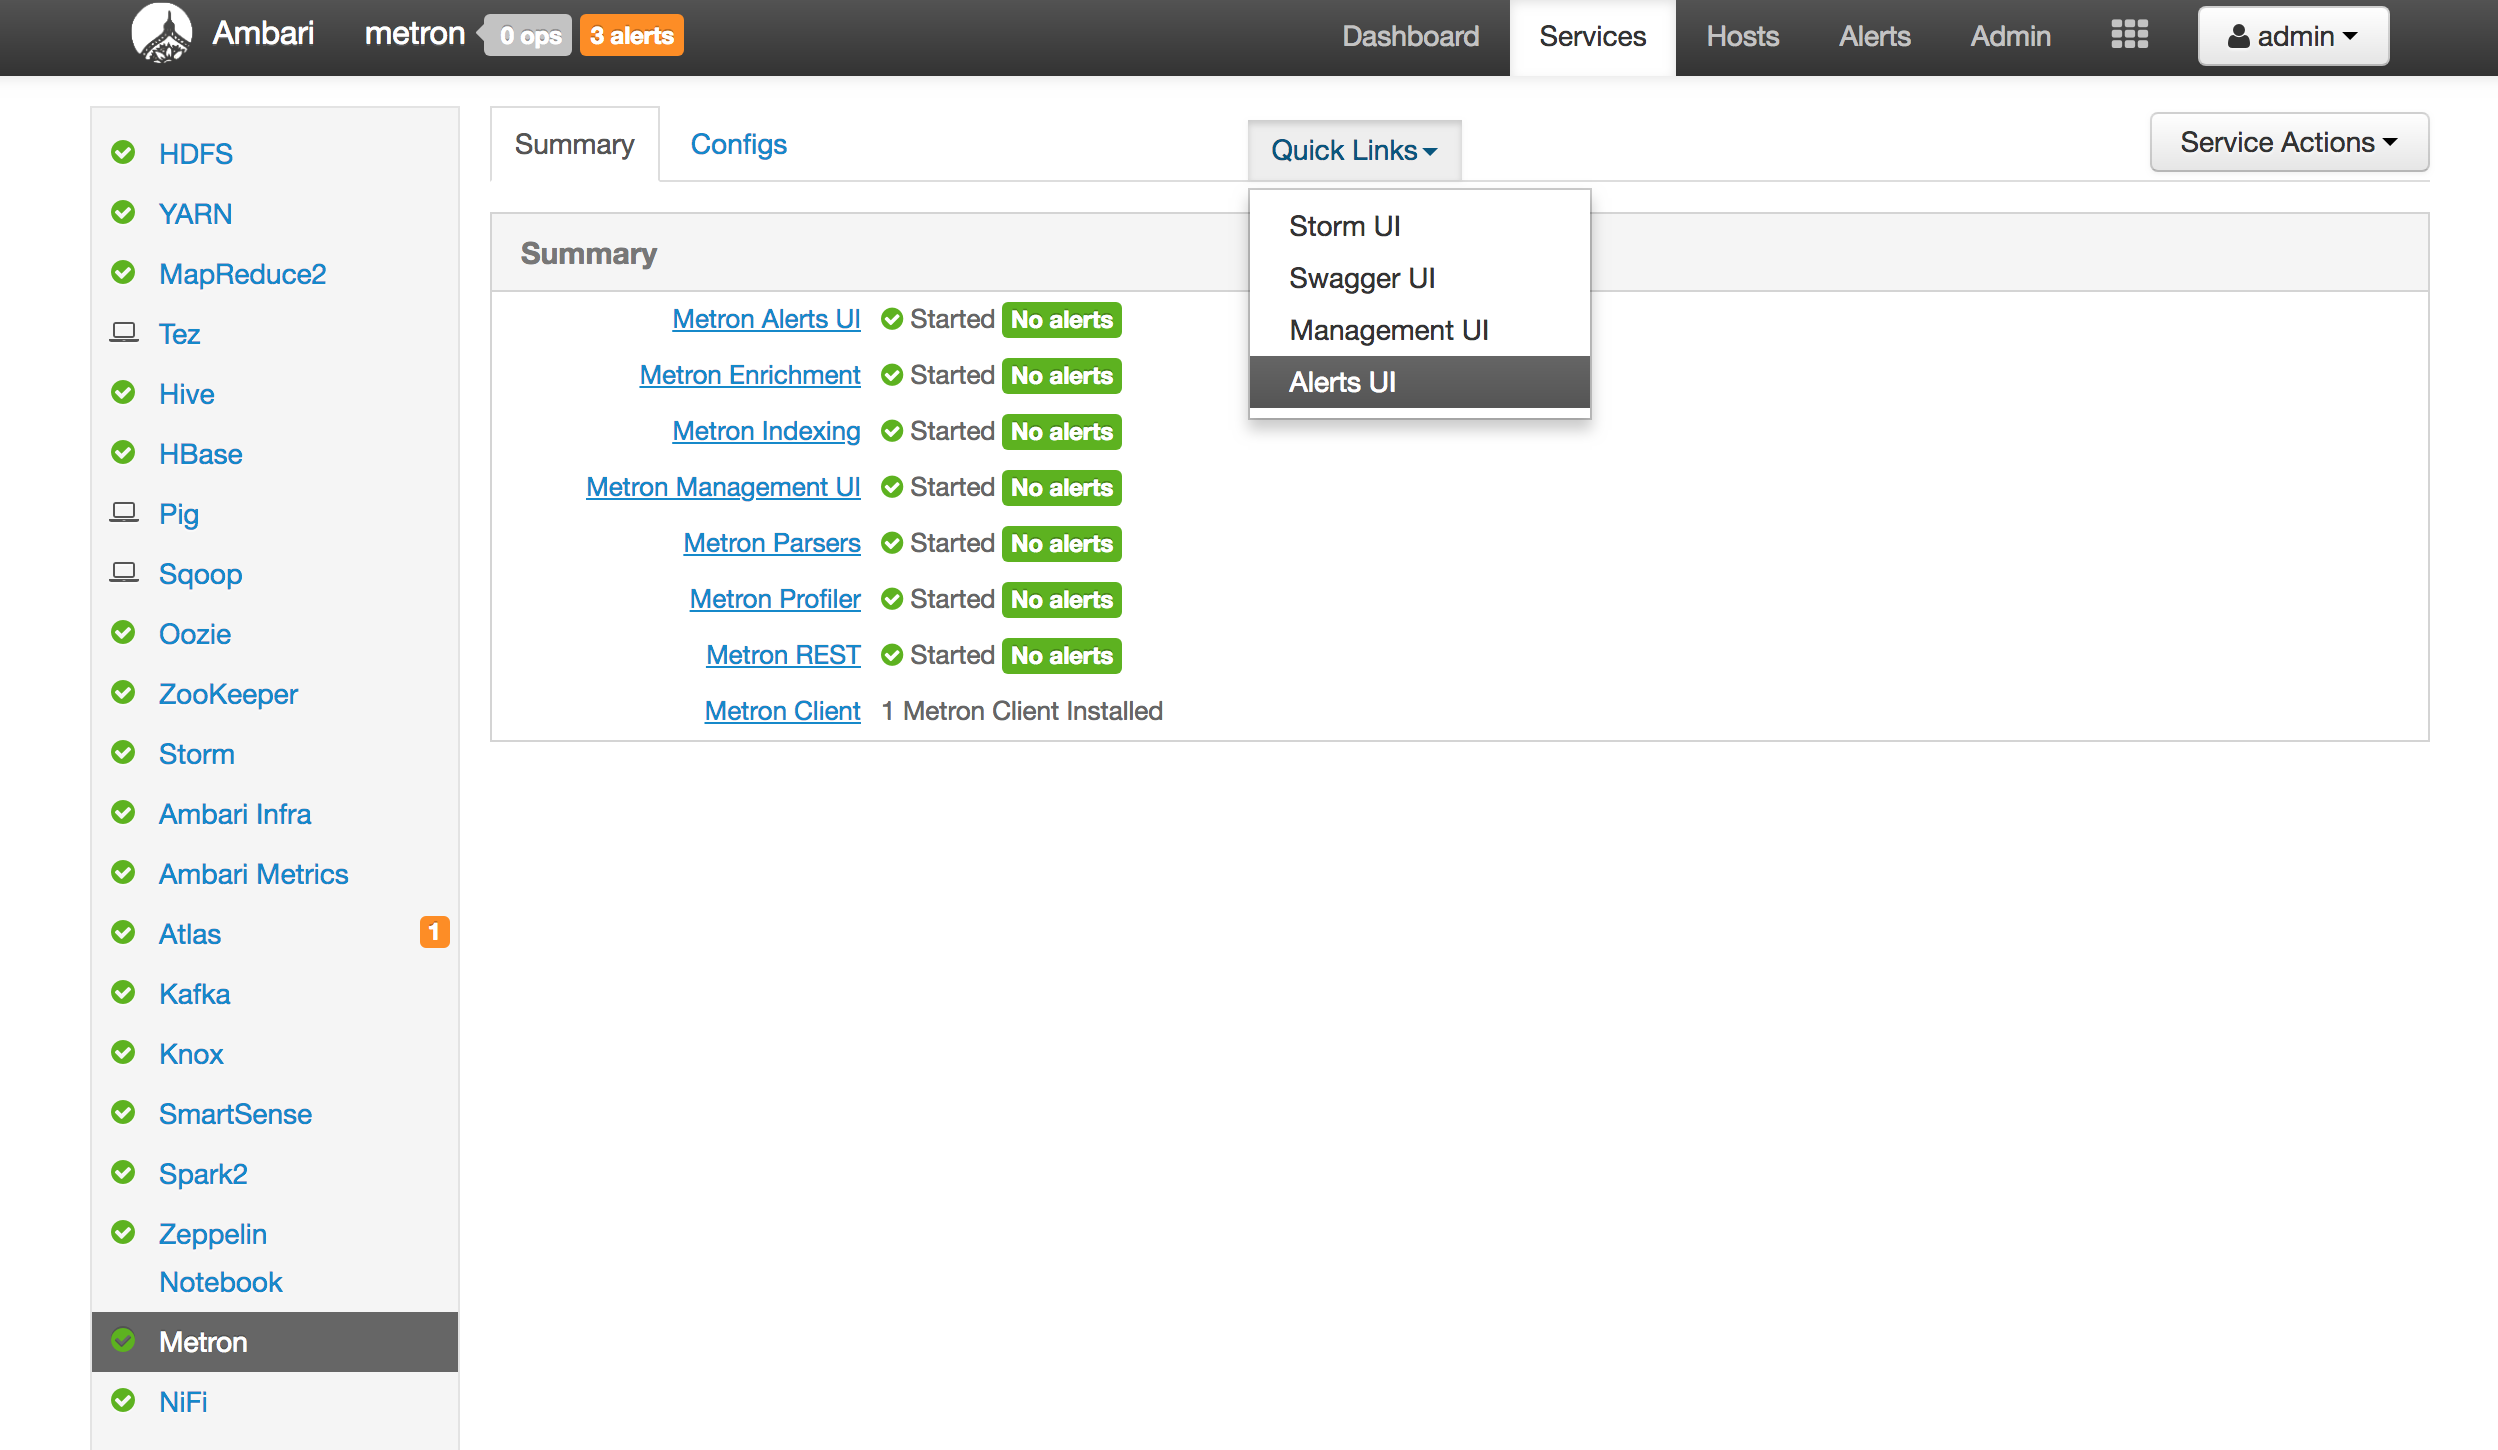 Ambari metron 0 ops 3 alerts Dashboard Services Hosts Alerts Admin admin
Summary Configs Quick Links Service Actions
Storm UI
Swagger UI
Management UI
Alerts UI
HDFS
YARN
MapReduce2
Tez
Hive
HBase
Pig
Sqoop
Oozie
ZooKeeper
Storm
Ambari Infra
Ambari Metrics
Atlas 1
Kafka
Knox
SmartSense
Spark2
Zeppelin
Notebook
Metron
NiFi
Summary
Metron Alerts UI Started No alerts
Metron Enrichment Started No alerts
Metron Indexing Started No alerts
Metron Management UI Started No alerts
Metron Parsers Started No alerts
Metron Profiler Started No alerts
Metron REST Started No alerts
Metron Client 1 Metron Client Installed